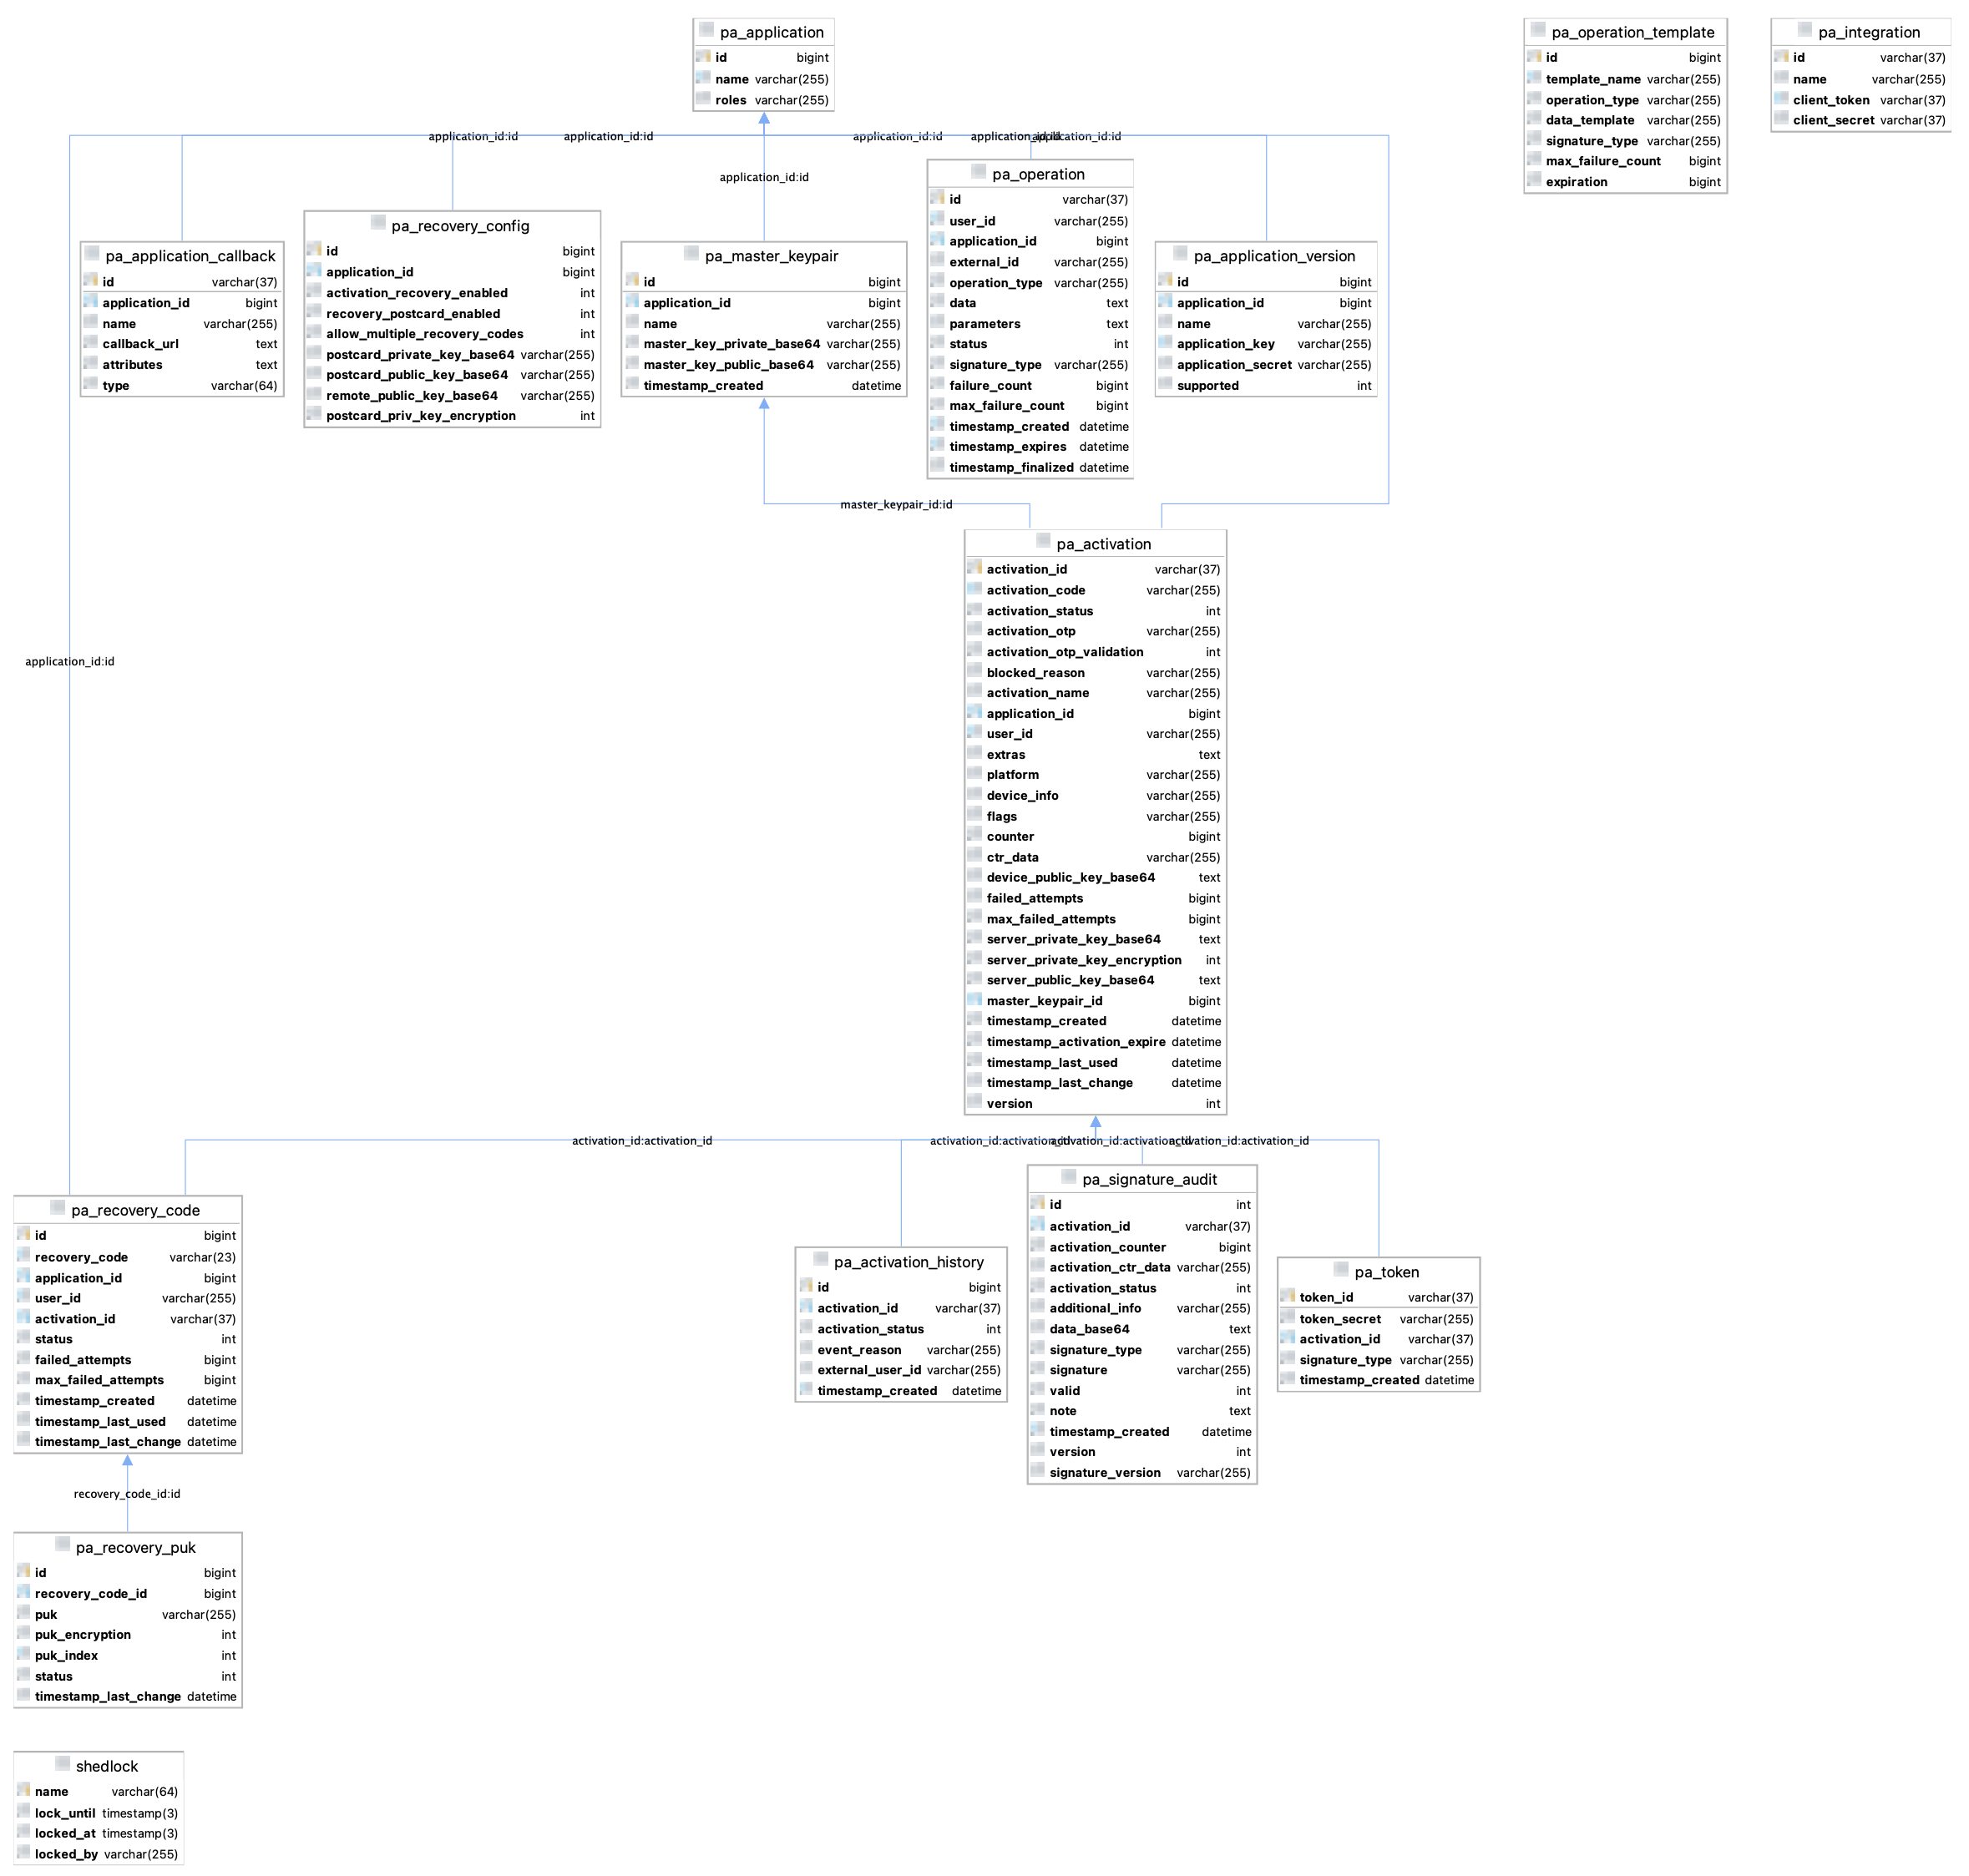 pa_application
id bigint
name varchar(255)
roles varchar(255)
pa_operation_template
id bigint
template_name varchar(255)
operation_type varchar(255)
data_template varchar(255)
signature_type varchar(255)
max_failure_count bigint
expiration bigint
pa_integration
id varchar(37)
name varchar(255)
client_token varchar(37)
client_secret varchar(37)
application_id:id
application_id:id
application_id:id
application_id:id
application_id:id
application_id:id
pa_application_callback
id varchar(37)
application_id bigint
name varchar(255)
callback_url text
attributes text
type varchar(64)
pa_recovery_config
id bigint
application_id bigint
activation_recovery_enabled int
recovery_postcard_enabled int
allow_multiple_recovery_codes int
postcard_private_key_base64 varchar(255)
postcard_public_key_base64 varchar(255)
remote_public_key_base64 varchar(255)
postcard_priv_key_encryption int
pa_master_keypair
id bigint
application_id bigint
name varchar(255)
master_key_private_base64 varchar(255)
master_key_public_base64 varchar(255)
timestamp_created datetime
pa_operation
id varchar(37)
user_id varchar(255)
application_id bigint
external_id varchar(255)
operation_type varchar(255)
data text
parameters text
status int
signature_type varchar(255)
failure_count bigint
max_failure_count bigint
timestamp_created datetime
timestamp_expires datetime
timestamp_finalized datetime
pa_application_version
id bigint
application_id bigint
name varchar(255)
application_key varchar(255)
application_secret varchar(255)
supported int
master_keypair_id:id
pa_activation
activation_id varchar(37)
activation_code varchar(255)
activation_status int
activation_otp varchar(255)
activation_otp_validation int
blocked_reason varchar(255)
activation_name varchar(255)
application_id bigint
user_id varchar(255)
extras text
platform varchar(255)
device_info varchar(255)
flags varchar(255)
counter bigint
ctr_data varchar(255)
device_public_key_base64 text
failed_attempts bigint
max_failed_attempts bigint
server_private_key_base64 text
server_private_key_encryption int
server_public_key_base64 text
master_keypair_id bigint
timestamp_created datetime
timestamp_activation_expire datetime
timestamp_last_used datetime
timestamp_last_change datetime
version int
application_id:id
activation_id:activation_id
activation_id:activation_id
activation_id:activation_id
activation_id:activation_id
pa_recovery_code
id bigint
recovery_code varchar(23)
application_id bigint
user_id varchar(255)
activation_id varchar(37)
status int
failed_attempts bigint
max_failed_attempts bigint
timestamp_created datetime
timestamp_last_used datetime
timestamp_last_change datetime
pa_activation_history
id bigint
activation_id varchar(37)
activation_status int
event_reason varchar(255)
external_user_id varchar(255)
timestamp_created datetime
pa_signature_audit
id int
activation_id varchar(37)
activation_counter bigint
activation_ctr_data varchar(255)
activation_status int
additional_info varchar(255)
data_base64 text
signature_type varchar(255)
signature varchar(255)
valid int
note text
timestamp_created datetime
version int
signature_version varchar(255)
pa_token
token_id varchar(37)
token_secret varchar(255)
activation_id varchar(37)
signature_type varchar(255)
timestamp_created datetime
recovery_code_id:id
pa_recovery_puk
id bigint
recovery_code_id bigint
puk varchar(255)
puk_encryption int
puk_index int
status int
timestamp_last_change datetime
shedlock
name varchar(64)
lock_until timestamp(3)
locked_at timestamp(3)
locked_by varchar(255)